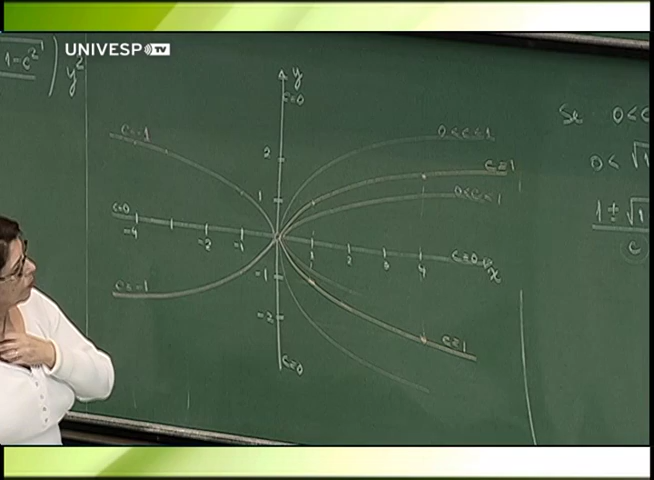 UNIVESP TV
1-c²
) y²
y
c=0
c=-1
0<c<1
2
c=1
1
0<c<1
c=0
-4
-2
-1
1
2
3
4
c=0
x
c=-1
-1
-2
c=1
c=0
Se 0<c
0<√1
1±√1
c